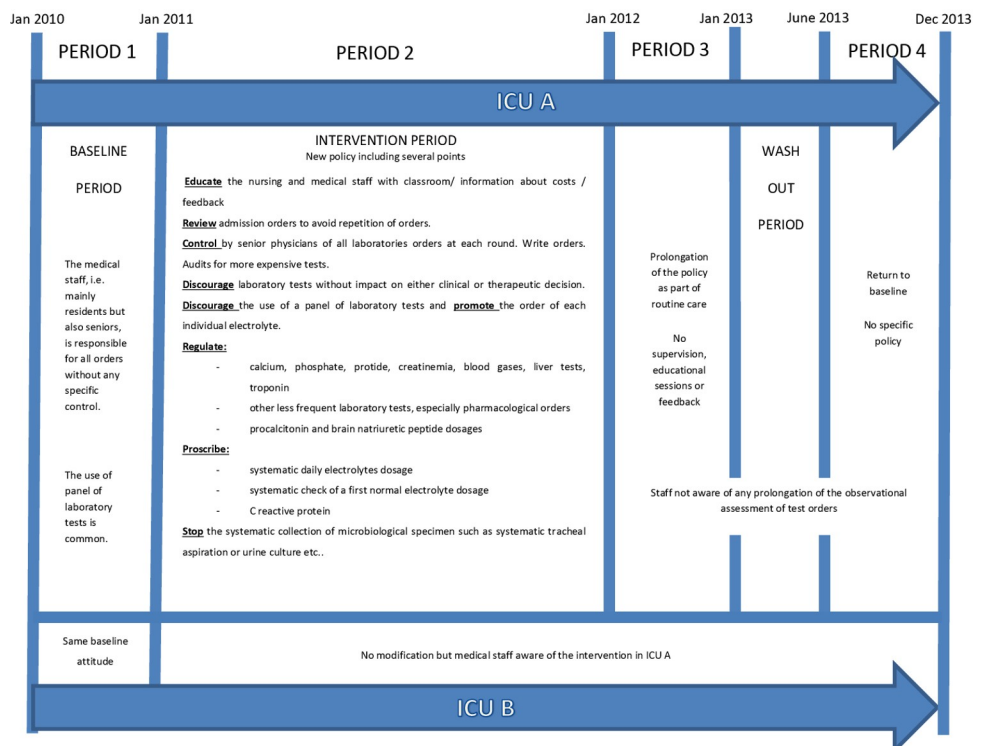 Jan 2010
Jan 2011
Jan 2012
Jan 2013
June 2013
Dec 2013
PERIOD 1
PERIOD 2
PERIOD 3
PERIOD 4
ICU A
BASELINE
PERIOD
The medical
staff, i.e.
mainly
residents but
also seniors,
is responsible
for all orders
without any
specific
control.
The use of
panel of
laboratory
tests is
common.
INTERVENTION PERIOD
New policy including several points
Educate the nursing and medical staff with classroom/ information about costs /
feedback
Review admission orders to avoid repetition of orders.
Control by senior physicians of all laboratories orders at each round. Write orders.
Audits for more expensive tests.
Discourage laboratory tests without impact on either clinical or therapeutic decision.
Discourage the use of a panel of laboratory tests and promote the order of each
individual electrolyte.
Regulate:
- calcium, phosphate, protide, creatinemia, blood gases, liver tests,
troponin
- other less frequent laboratory tests, especially pharmacological orders
- procalcitonin and brain natriuretic peptide dosages
Proscribe:
- systematic daily electrolytes dosage
- systematic check of a first normal electrolyte dosage
- C reactive protein
Stop the systematic collection of microbiological specimen such as systematic tracheal
aspiration or urine culture etc..
Prolongation
of the policy
as part of
routine care
No
supervision,
educational
sessions or
feedback
WASH
OUT
PERIOD
Return to
baseline
No specific
policy
Staff not aware of any prolongation of the observational
assessment of test orders
Same baseline
attitude
No modification but medical staff aware of the intervention in ICU A
ICU B